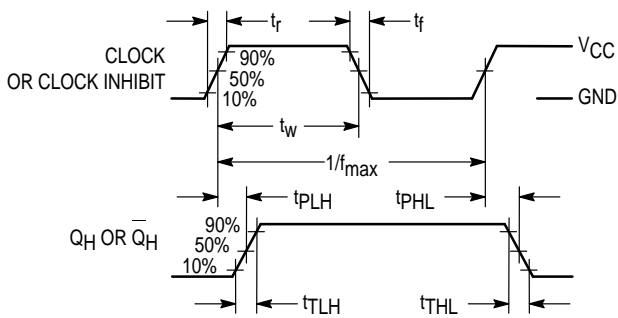 tr
tf
CLOCK
OR CLOCK INHIBIT
90%
50%
10%
VCC
GND
tw
1/fmax
tPLH
tPHL
QH OR Q̅H
90%
50%
10%
tTLH
tTHL